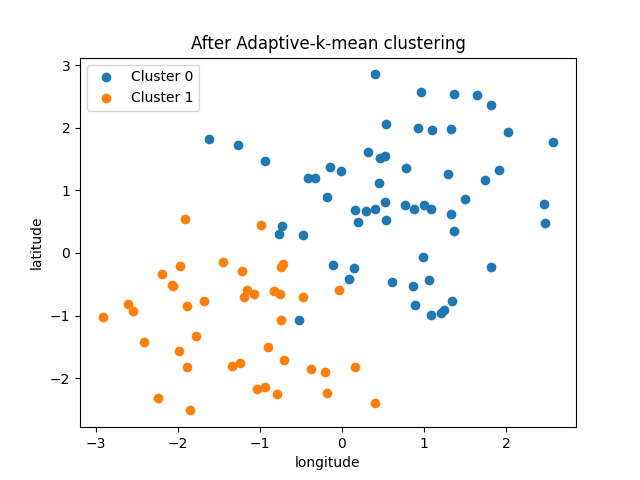 After Adaptive-k-mean clustering
Cluster 0
Cluster 1
3
2
1
0
−1
−2
latitude
−3 −2 −1 0 1 2
longitude